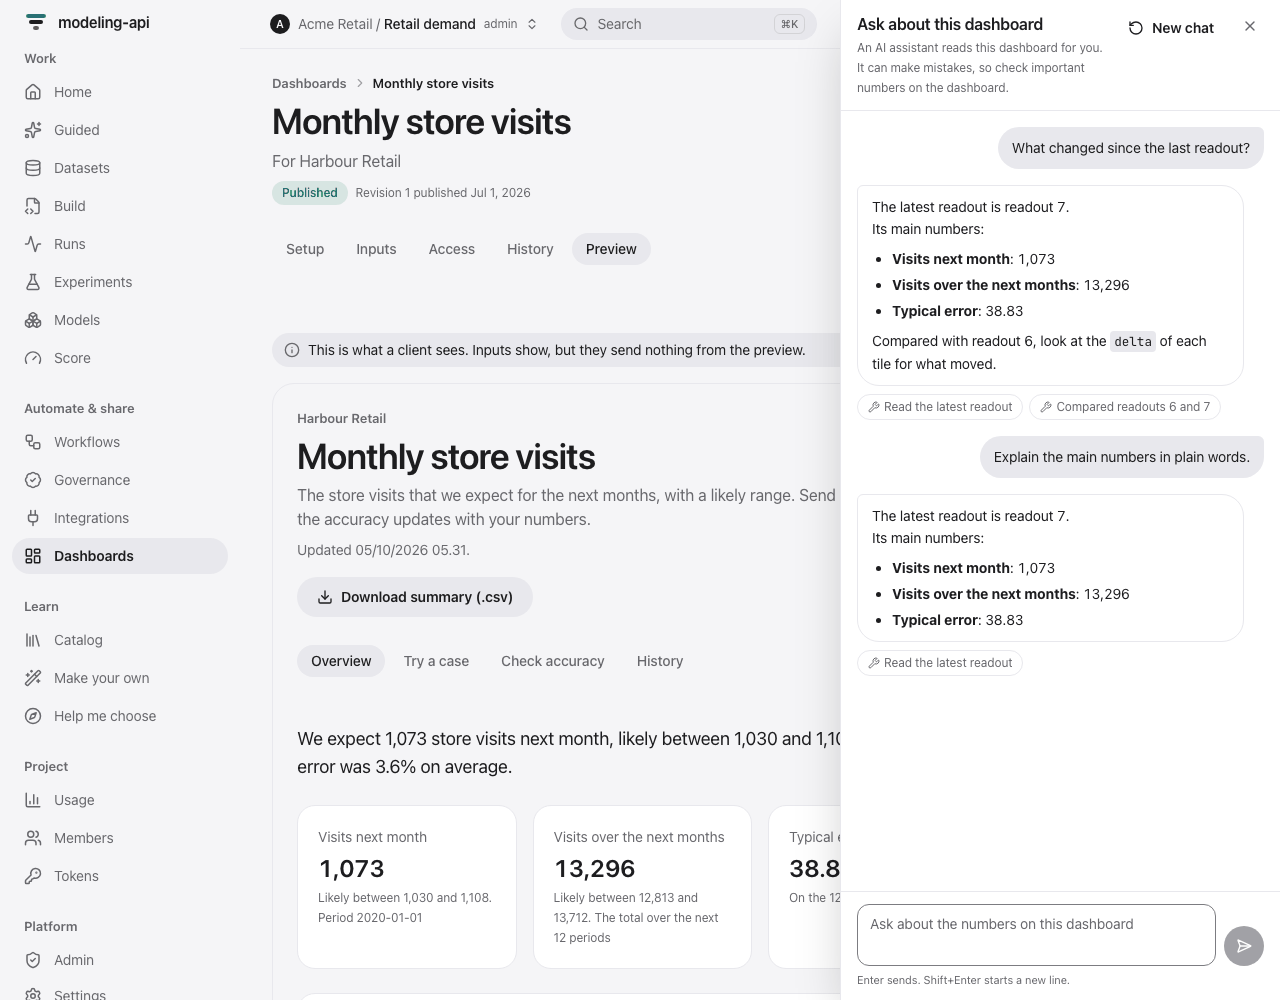 modeling-api
Work
Home
Guided
Datasets
Build
Runs
Experiments
Models
Score
Automate & share
Workflows
Governance
Integrations
Dashboards
Learn
Catalog
Make your own
Help me choose
Project
Usage
Members
Tokens
Platform
Admin
Settings
A Acme Retail / Retail demand admin
Search ⌘K
Dashboards > Monthly store visits
Monthly store visits
For Harbour Retail
Published Revision 1 published Jul 1, 2026
Setup Inputs Access History Preview
This is what a client sees. Inputs show, but they send nothing from the preview.
Harbour Retail
Monthly store visits
The store visits that we expect for the next months, with a likely range. Send
the accuracy updates with your numbers.
Updated 05/10/2026 05.31.
Download summary (.csv)
Overview Try a case Check accuracy History
We expect 1,073 store visits next month, likely between 1,030 and
error was 3.6% on average.
Visits next month
1,073
Likely between 1,030 and 1,108.
Period 2020-01-01
Visits over the next months
13,296
Likely between 12,813 and
13,712. The total over the next
12 periods
Typical
38.8
On the 12
Ask about this dashboard
An AI assistant reads this dashboard for you.
It can make mistakes, so check important
numbers on the dashboard.
New chat
What changed since the last readout?
The latest readout is readout 7.
Its main numbers:
• Visits next month: 1,073
• Visits over the next months: 13,296
• Typical error: 38.83
Compared with readout 6, look at the delta of each
tile for what moved.
Read the latest readout
Compared readouts 6 and 7
Explain the main numbers in plain words.
The latest readout is readout 7.
Its main numbers:
• Visits next month: 1,073
• Visits over the next months: 13,296
• Typical error: 38.83
Read the latest readout
Ask about the numbers on this dashboard
Enter sends. Shift+Enter starts a new line.